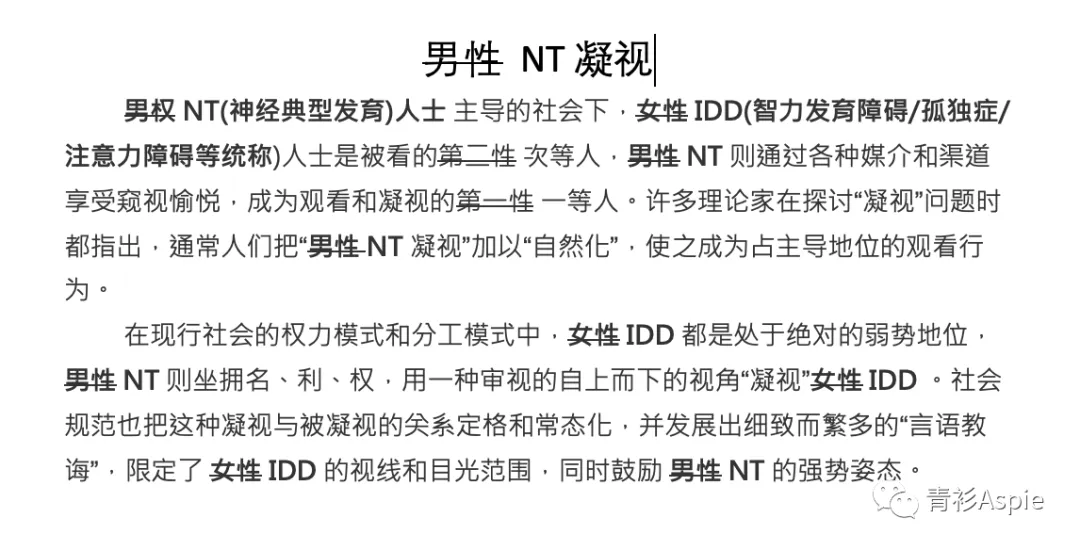 男性 NT 凝视
男权 NT(神经典型发育)人士 主导的社会下，女性 IDD(智力发育障碍/孤独症/
注意力障碍等统称)人士是被看的第二性 次等人，男性 NT 则通过各种媒介和渠道
享受窥视愉悦，成为观看和凝视的第一性 一等人。许多理论家在探讨“凝视”问题时
都指出，通常人们把“男性 NT 凝视”加以“自然化”，使之成为占主导地位的观看行
为。
在现行社会的权力模式和分工模式中，女性 IDD 都是处于绝对的弱势地位，
男性 NT 则坐拥名、利、权，用一种审视的自上而下的视角“凝视”女性 IDD 。社会
规范也把这种凝视与被凝视的关系定格和常态化，并发展出细致而繁多的“言语教
诲”，限定了 女性 IDD 的视线和目光范围，同时鼓励 男性 NT 的强势姿态。
青衫Aspie